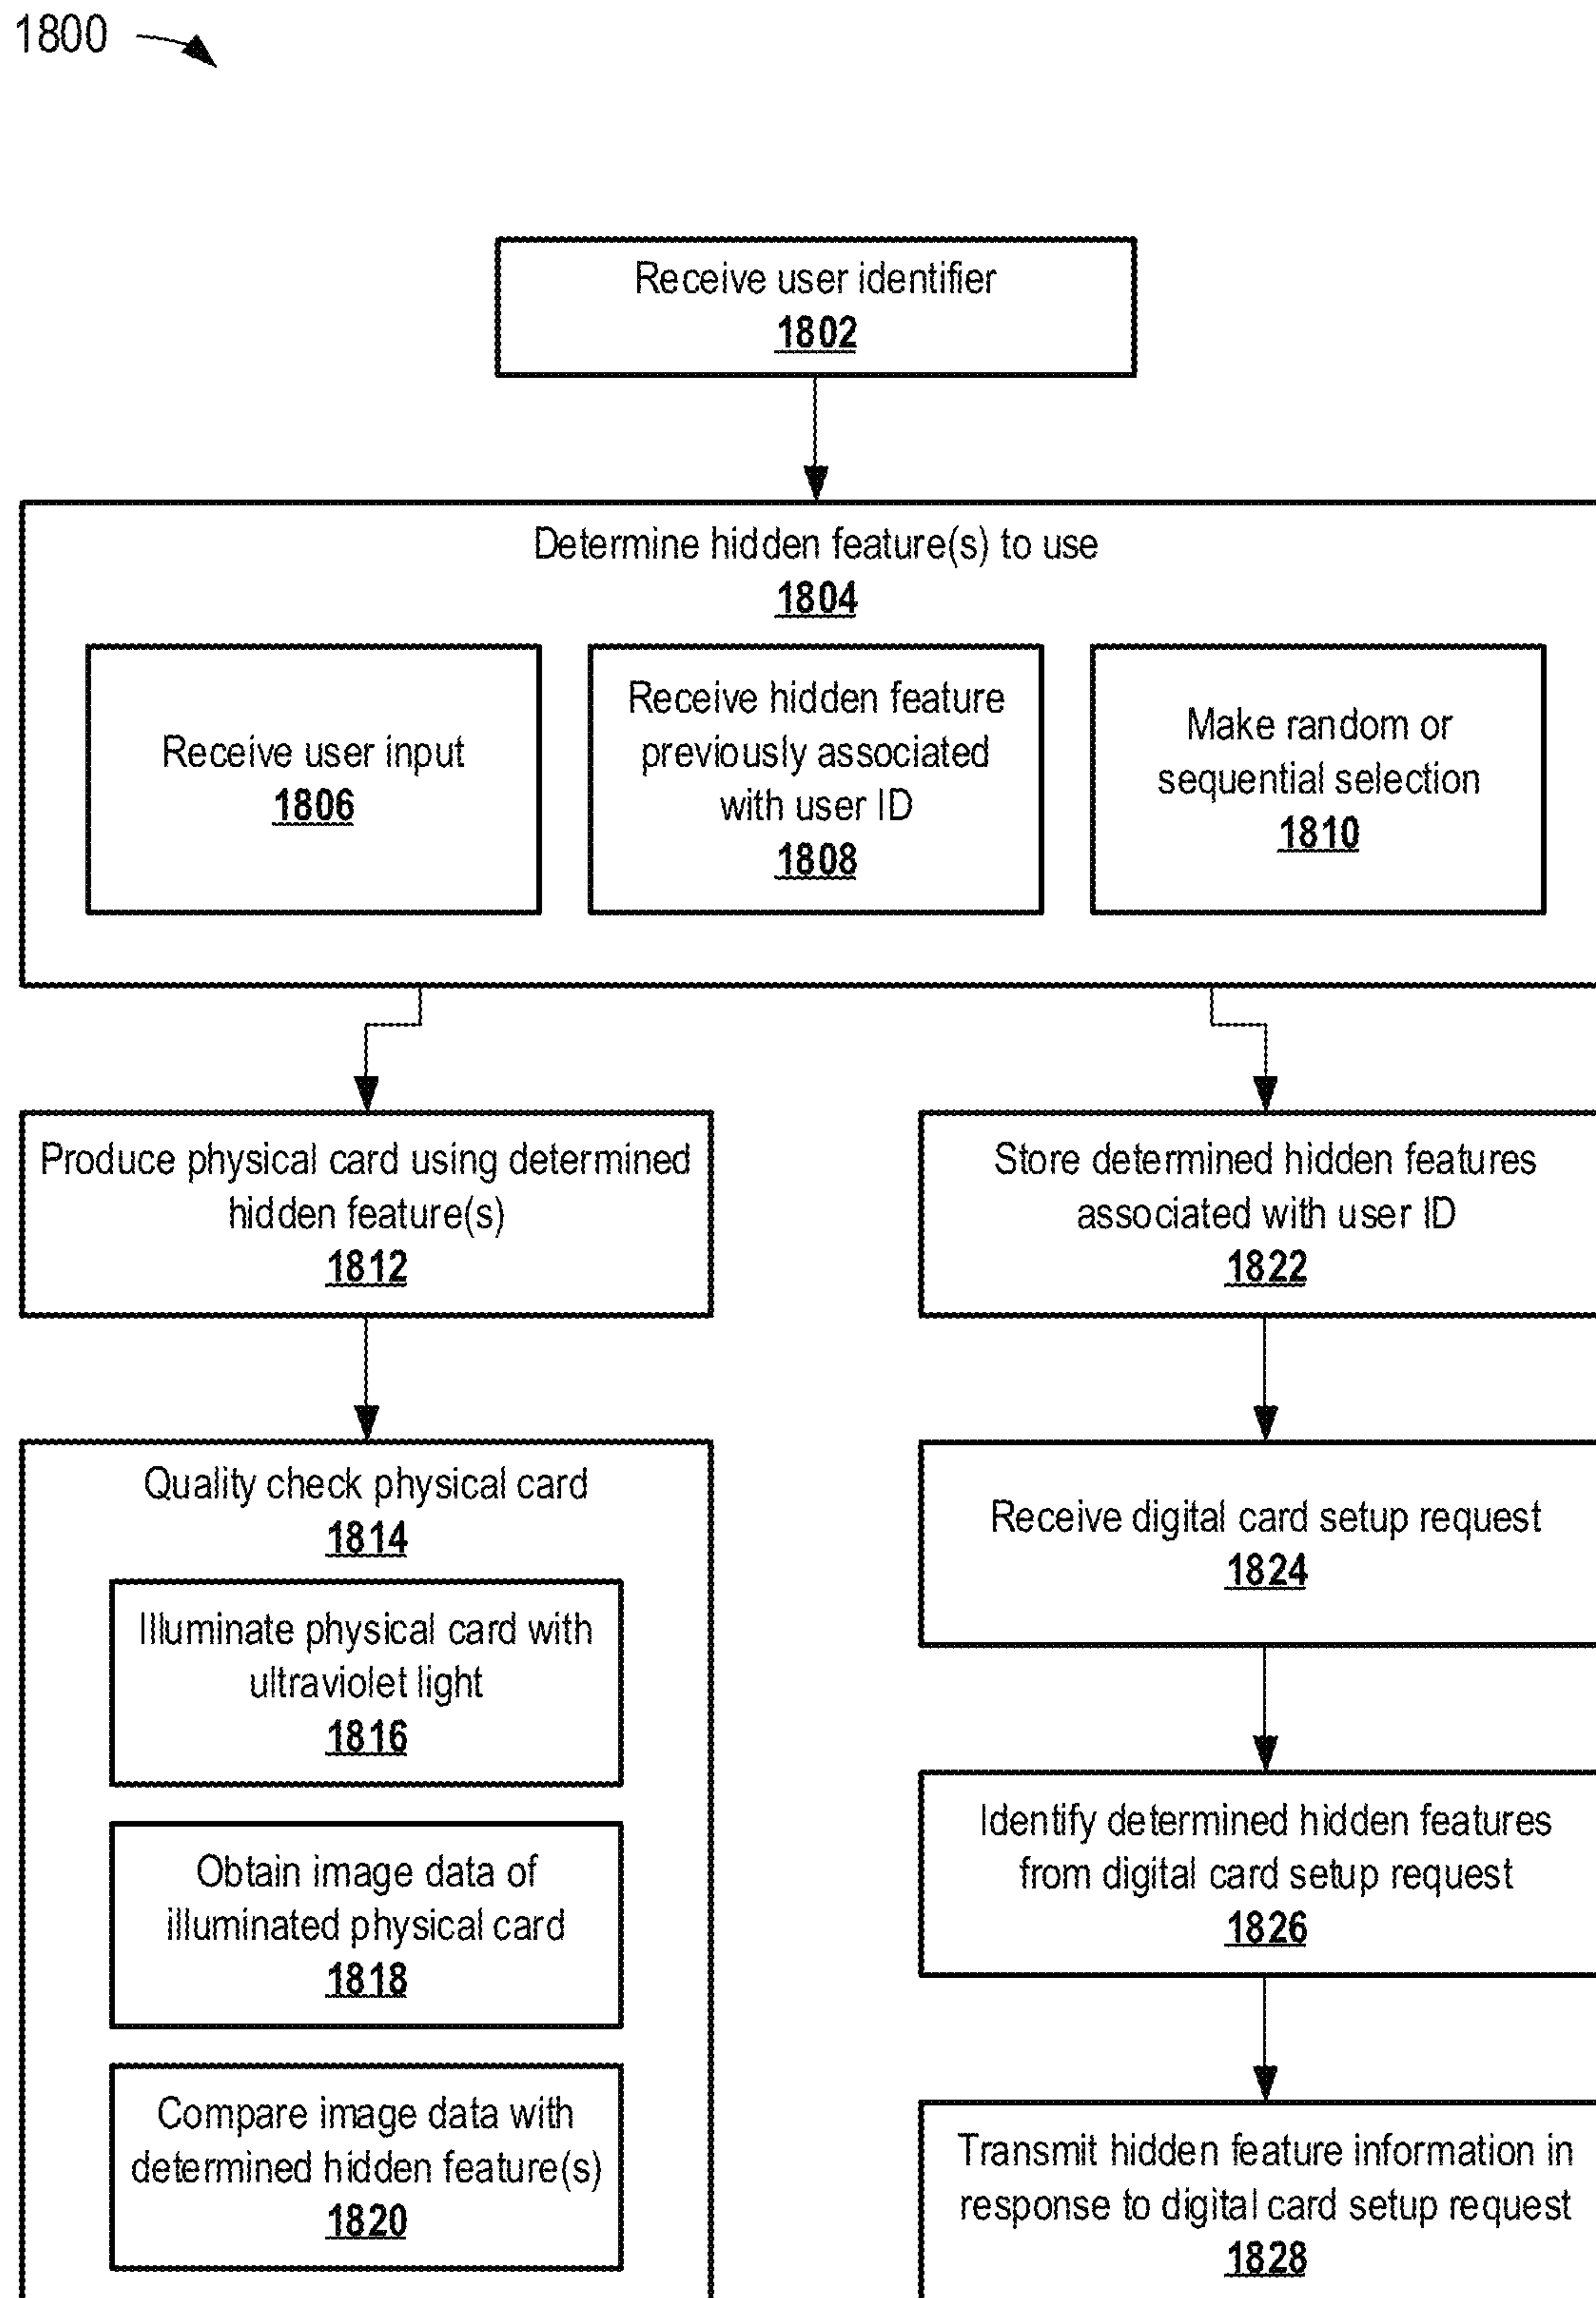 1800
Receive user identifier
1802
Determine hidden feature(s) to use
1804
Receive user input
1806
Receive hidden feature
previously associated
with user ID
1808
Make random or
sequential selection
1810
Produce physical card using determined
hidden feature(s)
1812
Quality check physical card
1814
Illuminate physical card with
ultraviolet light
1816
Obtain image data of
illuminated physical card
1818
Compare image data with
determined hidden feature(s)
1820
Store determined hidden features
associated with user ID
1822
Receive digital card setup request
1824
Identify determined hidden features
from digital card setup request
1826
Transmit hidden feature information in
response to digital card setup request
1828